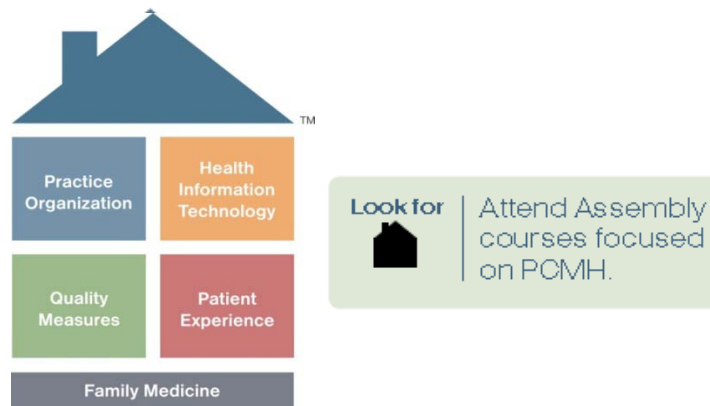 TM
Practice
Organization
Health
Information
Technology
Quality
Measures
Patient
Experience
Family Medicine
Look for
Attend Assembly
courses focused
on PCMH.